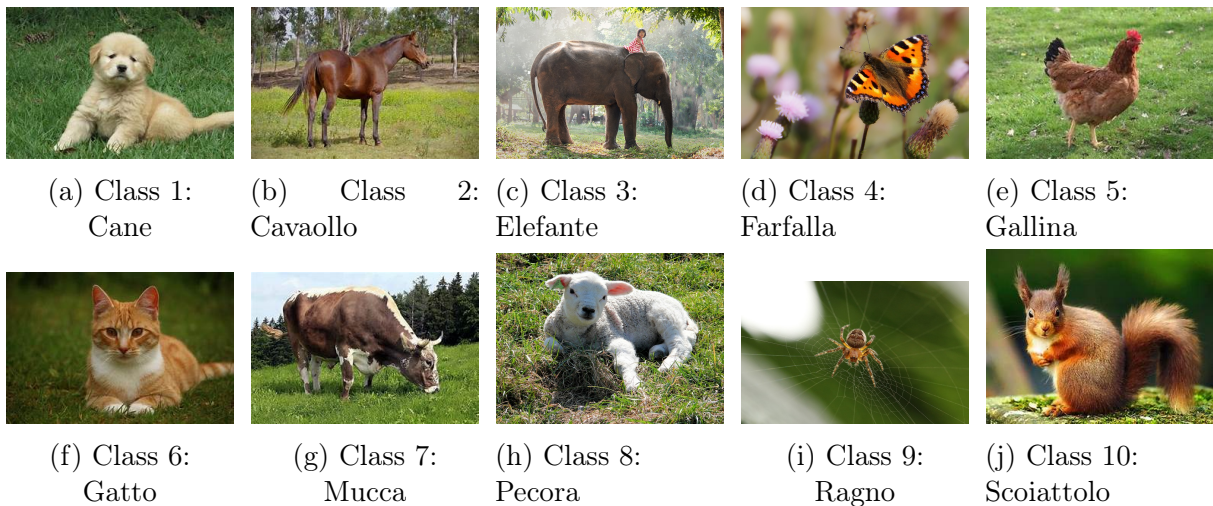 (a) Class 1:
Cane
(b) Class 2:
Cavaollo
(c) Class 3:
Elefante
(d) Class 4:
Farfalla
(e) Class 5:
Gallina
(f) Class 6:
Gatto
(g) Class 7:
Mucca
(h) Class 8:
Pecora
(i) Class 9:
Ragno
(j) Class 10:
Scoiattolo